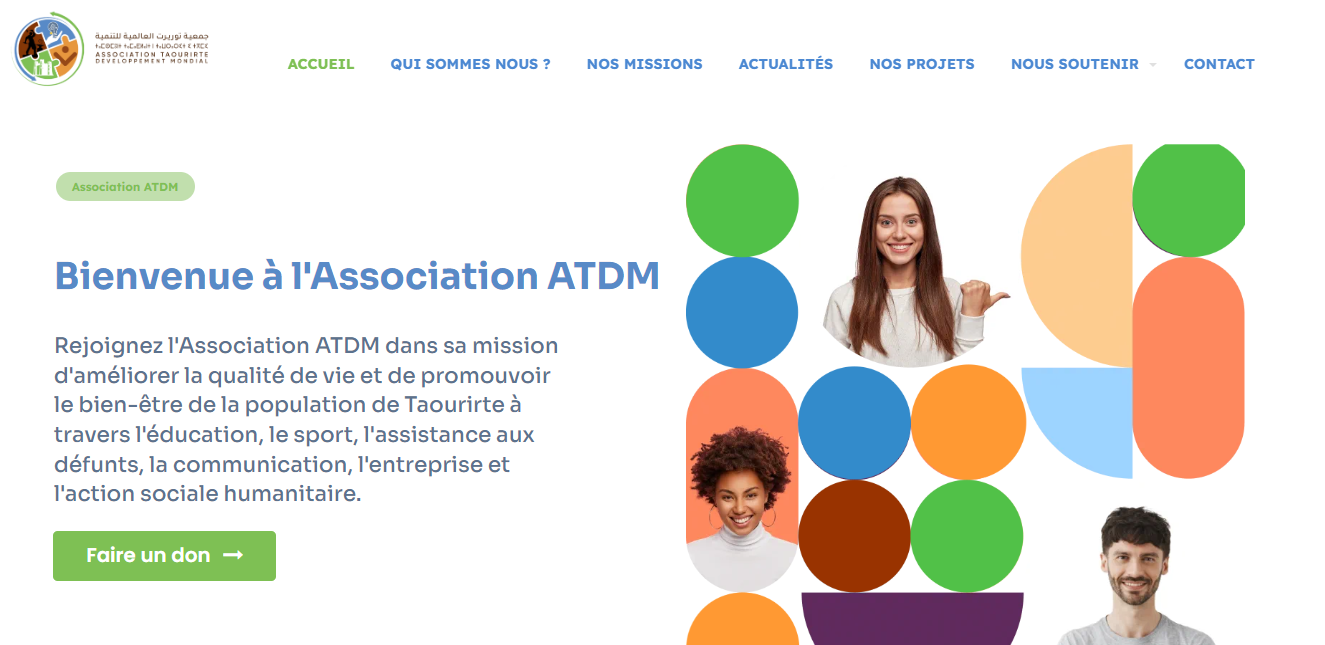 جمعية توريرت العالمية للتنمية
ASSOCIATION TAOURIRTE
DEVELOPPEMENT MONDIAL
ACCUEIL
QUI SOMMES NOUS ?
NOS MISSIONS
ACTUALITÉS
NOS PROJETS
NOUS SOUTENIR
CONTACT
Association ATDM
Bienvenue à l'Association ATDM
Rejoignez l'Association ATDM dans sa mission
d'améliorer la qualité de vie et de promouvoir
le bien-être de la population de Taourirte à
travers l'éducation, le sport, l'assistance aux
défunts, la communication, l'entreprise et
l'action sociale humanitaire.
Faire un don →